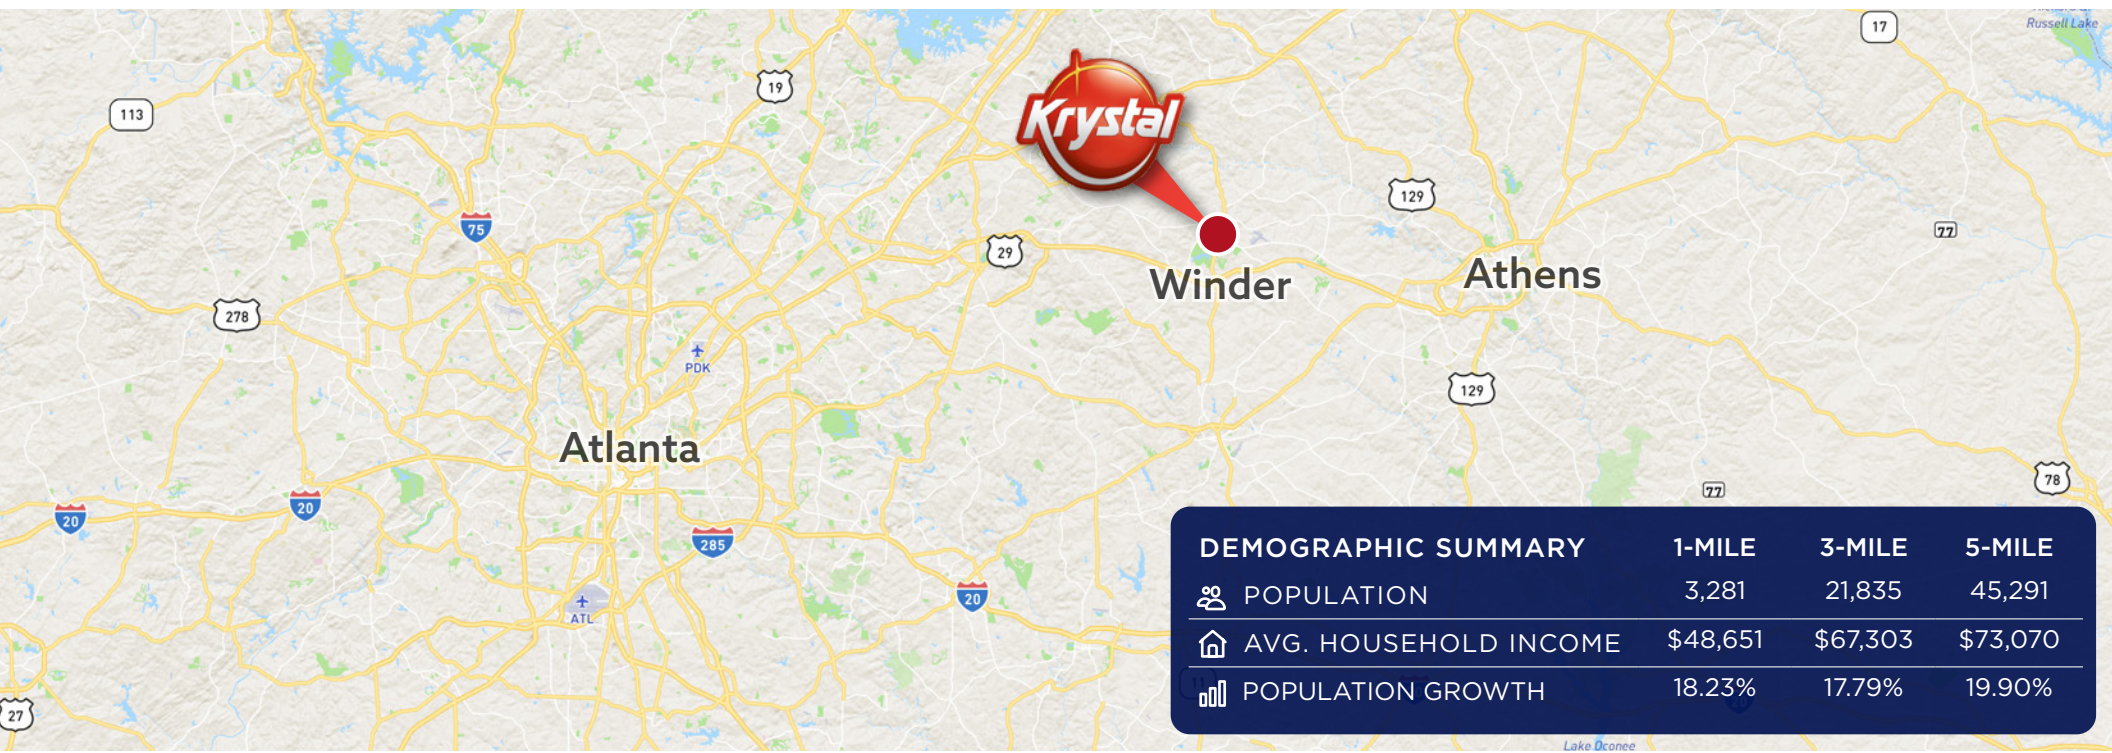 Russell Lake
17
19
113
Krystal
129
75
77
29
Winder
Athens
278
PDK
129
Atlanta
78
77
20
20
285
20
ATL
27
DEMOGRAPHIC SUMMARY 1-MILE 3-MILE 5-MILE
POPULATION 3,281 21,835 45,291
AVG. HOUSEHOLD INCOME $48,651 $67,303 $73,070
11
POPULATION GROWTH 18.23% 17.79% 19.90%
20
Lake Oconee